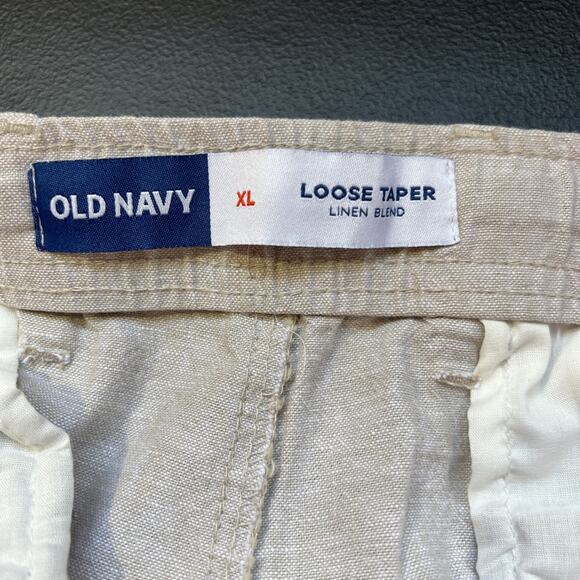 OLD NAVY
XL
LOOSE TAPER
LINEN BLEND